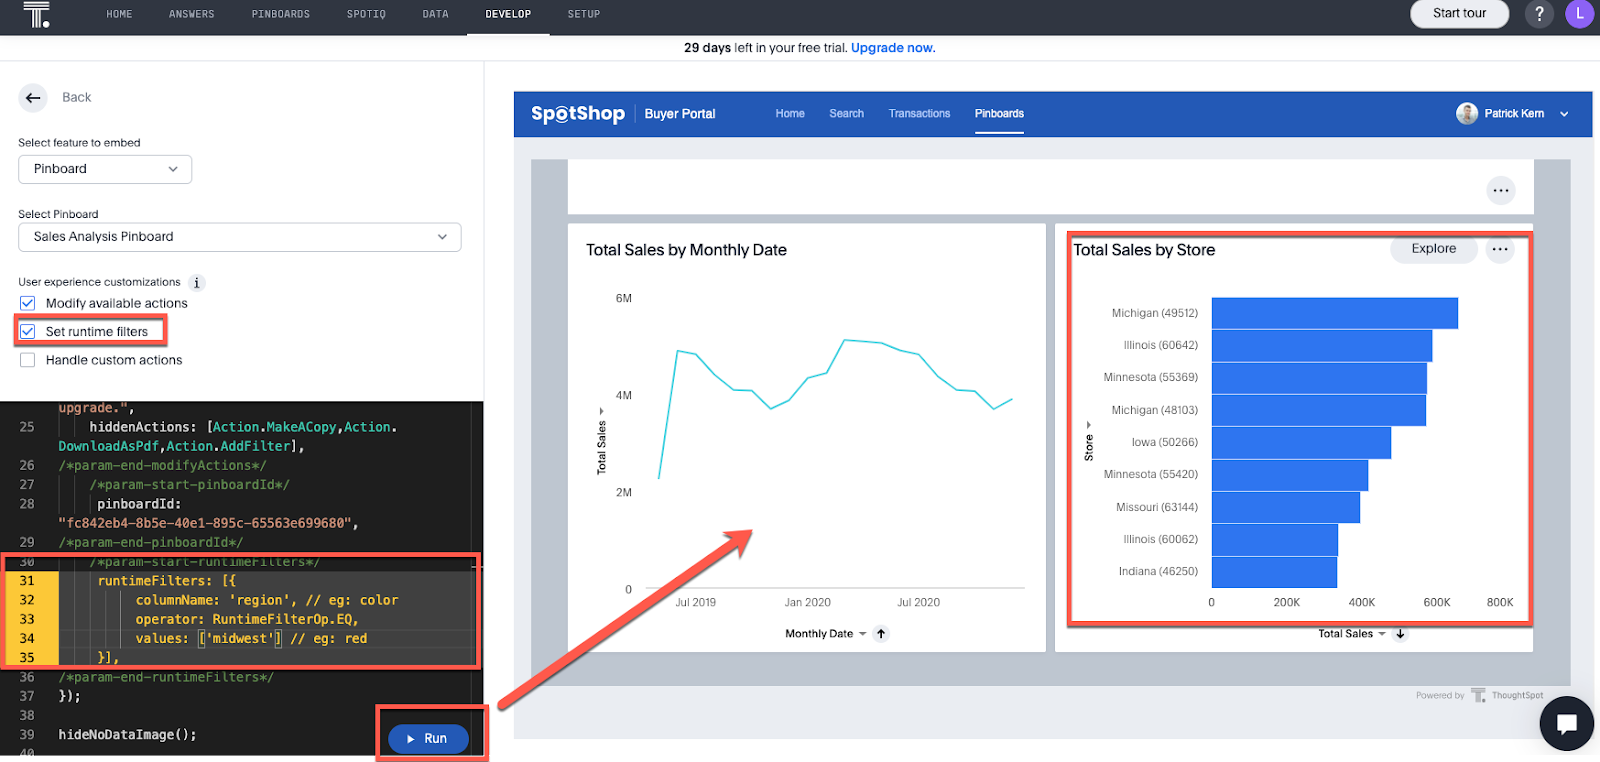 HOME ANSWERS PINBOARDS SPOTIQ DATA DEVELOP SETUP
Start tour ? L
29 days left in your free trial. Upgrade now.
Back
Select feature to embed
Pinboard
Select Pinboard
Sales Analysis Pinboard
User experience customizations i
Modify available actions
Set runtime filters
Handle custom actions
upgrade.",
25 hiddenActions: [Action.MakeACopy,Action.
DownloadAsPdf,Action.AddFilter],
26 /*param-end-modifyActions*/
27 /*param-start-pinboardId*/
28 pinboardId:
"fc842eb4-8b5e-40e1-895c-65563e699680",
29 /*param-end-pinboardId*/
30 /*param-start-runtimeFilters*/
31 runtimeFilters: [{
32 columnName: 'region', // eg: color
33 operator: RuntimeFilterOp.EQ,
34 values: ['midwest'] // eg: red
35 }],
36 /*param-end-runtimeFilters*/
37 });
38
39 hideNoDataImage();
40
Run
SpotShop Buyer Portal Home Search Transactions Pinboards Patrick Kern
Total Sales by Monthly Date
6M
4M
2M
0
Total Sales
Jul 2019 Jan 2020 Jul 2020
Monthly Date
Total Sales by Store Explore
Store
Michigan (49512)
Illinois (60642)
Minnesota (55369)
Michigan (48103)
Iowa (50266)
Minnesota (55420)
Missouri (63144)
Illinois (60062)
Indiana (46250)
0 200K 400K 600K 800K
Total Sales
Powered by ThoughtSpot